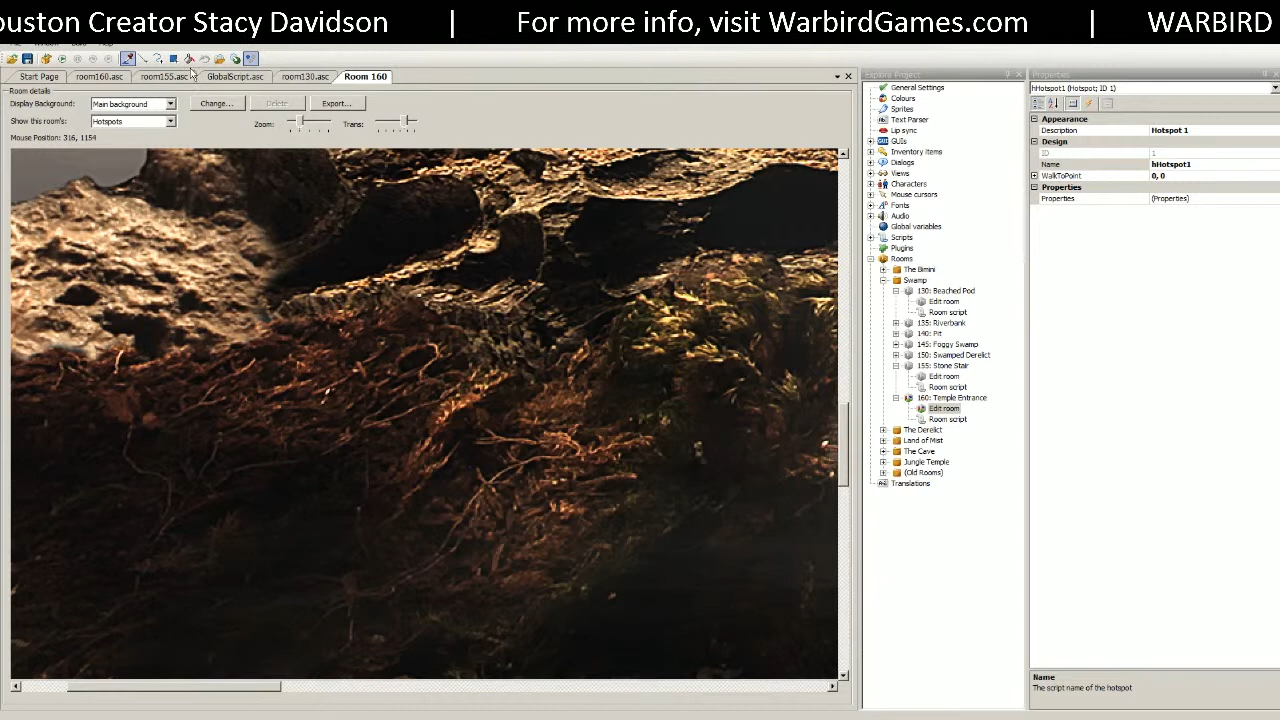 ouston Creator Stacy Davidson | For more info, visit WarbirdGames.com | WARBIRD
Start Page room160.asc room155.asc GlobalScript.asc room130.asc Room 160
Room details
Display Background: Main background Change... Delete Export...
Show this room's: Hotspots Zoom: Trans:
Mouse Position: 316, 1154
Explore Project
General Settings
Colours
Sprites
Text Parser
Lip sync
GUIs
Inventory items
Dialogs
Views
Characters
Mouse cursors
Fonts
Audio
Global variables
Scripts
Plugins
Rooms
The Bimini
Swamp
130: Beached Pod
Edit room
Room script
135: Riverbank
140: Pit
145: Foggy Swamp
150: Swamped Derelict
155: Stone Stair
Edit room
Room script
160: Temple Entrance
Edit room
Room script
The Derelict
Land of Mist
The Cave
Jungle Temple
(Old Rooms)
Translations
Properties
hHotspot1 (Hotspot; ID 1)
Appearance
Description Hotspot 1
Design
ID 1
Name hHotspot1
WalkToPoint 0, 0
Properties
Properties (Properties)
Name
The script name of the hotspot